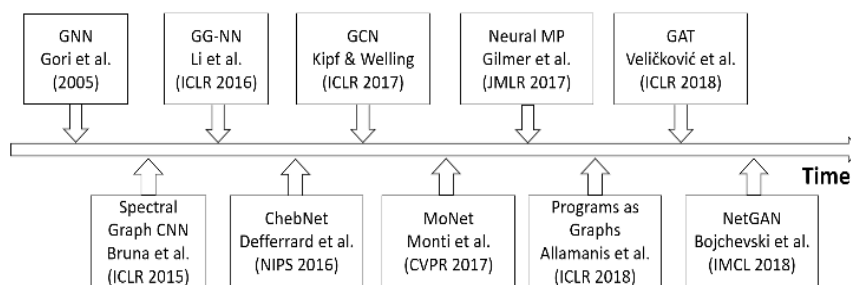 GNN
Gori et al.
(2005)
GG-NN
Li et al.
(ICLR 2016)
GCN
Kipf & Welling
(ICLR 2017)
Neural MP
Gilmer et al.
(JMLR 2017)
GAT
Veličković et al.
(ICLR 2018)
Time
Spectral
Graph CNN
Bruna et al.
(ICLR 2015)
ChebNet
Defferrard et al.
(NIPS 2016)
MoNet
Monti et al.
(CVPR 2017)
Programs as
Graphs
Allamanis et al.
(ICLR 2018)
NetGAN
Bojchevski et al.
(IMCL 2018)